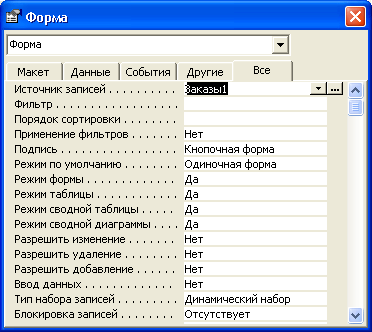 Форма
Форма
Макет Данные События Другие Все
Источник записей . . . . . . . . . . . Заказы1
Фильтр . . . . . . . . . . . . . . . . . . .
Порядок сортировки . . . . . . . . .
Применение фильтров . . . . . . . Нет
Подпись . . . . . . . . . . . . . . . . . . Кнопочная форма
Режим по умолчанию . . . . . . . . Одиночная форма
Режим формы . . . . . . . . . . . . . . Да
Режим таблицы . . . . . . . . . . . . . Да
Режим сводной таблицы . . . . . . Да
Режим сводной диаграммы . . . . Да
Разрешить изменение . . . . . . . . Нет
Разрешить удаление . . . . . . . . . Нет
Разрешить добавление . . . . . . . Нет
Ввод данных . . . . . . . . . . . . . . . Нет
Тип набора записей . . . . . . . . . . Динамический набор
Блокировка записей . . . . . . . . . Отсутствует